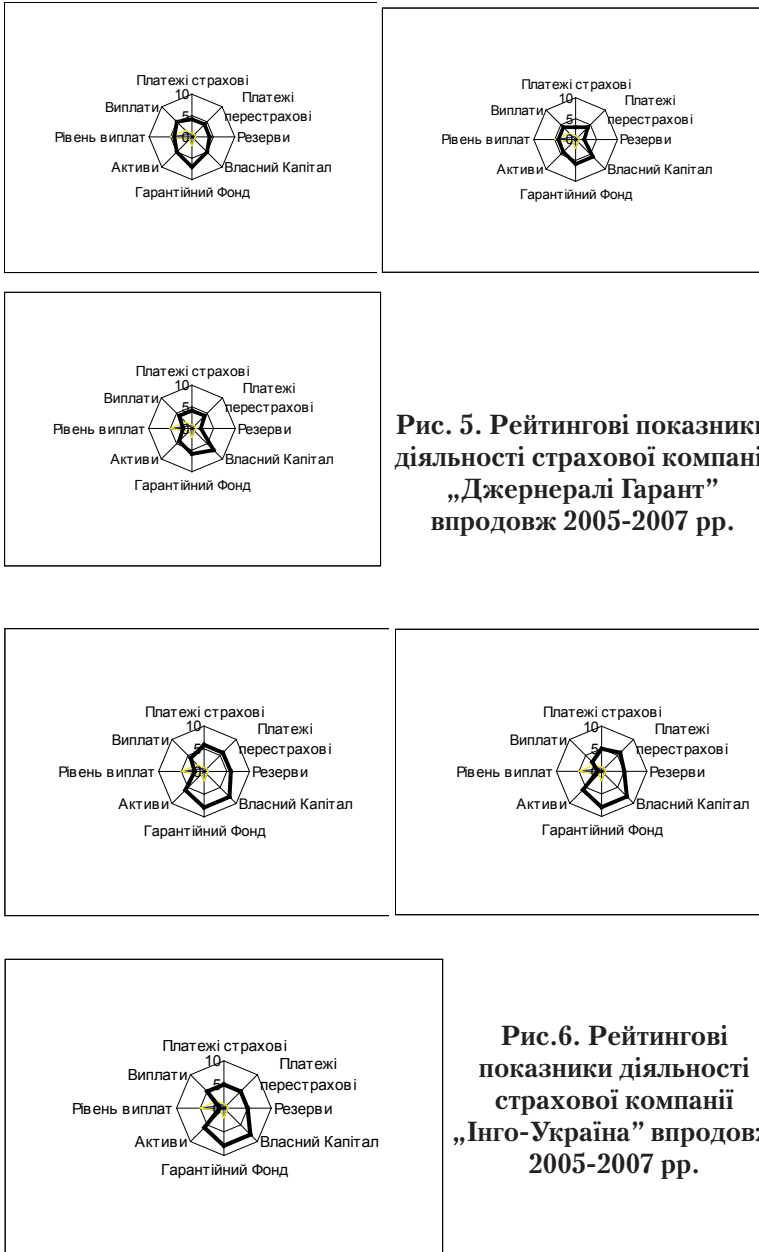 Платежі страхові
10
Платежі
перестрахові
Виплати
5
Рівень виплат
0
Резерви
Активи
Власний Капітал
Гарантійний Фонд
Платежі страхові
10
Платежі
перестрахові
Виплати
5
Рівень виплат
0
Резерви
Активи
Власний Капітал
Гарантійний Фонд
Платежі страхові
10
Платежі
перестрахові
Виплати
5
Рівень виплат
0
Резерви
Активи
Власний Капітал
Гарантійний Фонд
Рис. 5. Рейтингові показники
діяльності страхової компанії
„Джернералі Гарант”
впродовж 2005-2007 рр.
Платежі страхові
10
Платежі
перестрахові
Виплати
5
Рівень виплат
0
Резерви
Активи
Власний Капітал
Гарантійний Фонд
Платежі страхові
10
Платежі
перестрахові
Виплати
5
Рівень виплат
0
Резерви
Активи
Власний Капітал
Гарантійний Фонд
Платежі страхові
10
Платежі
перестрахові
Виплати
5
Рівень виплат
0
Резерви
Активи
Власний Капітал
Гарантійний Фонд
Рис.6. Рейтингові
показники діяльності
страхової компанії
„Інго-Україна” впродовж
2005-2007 рр.